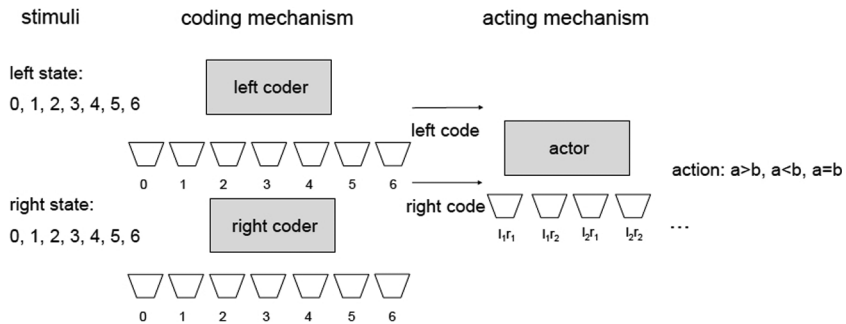 stimuli
coding mechanism
acting mechanism
left state:
0, 1, 2, 3, 4, 5, 6
left coder
0 1 2 3 4 5 6
left code
right state:
0, 1, 2, 3, 4, 5, 6
right coder
0 1 2 3 4 5 6
right code
actor
l₁r₁ l₁r₂ l₂r₁ l₂r₂ ...
action: a>b, a<b, a=b